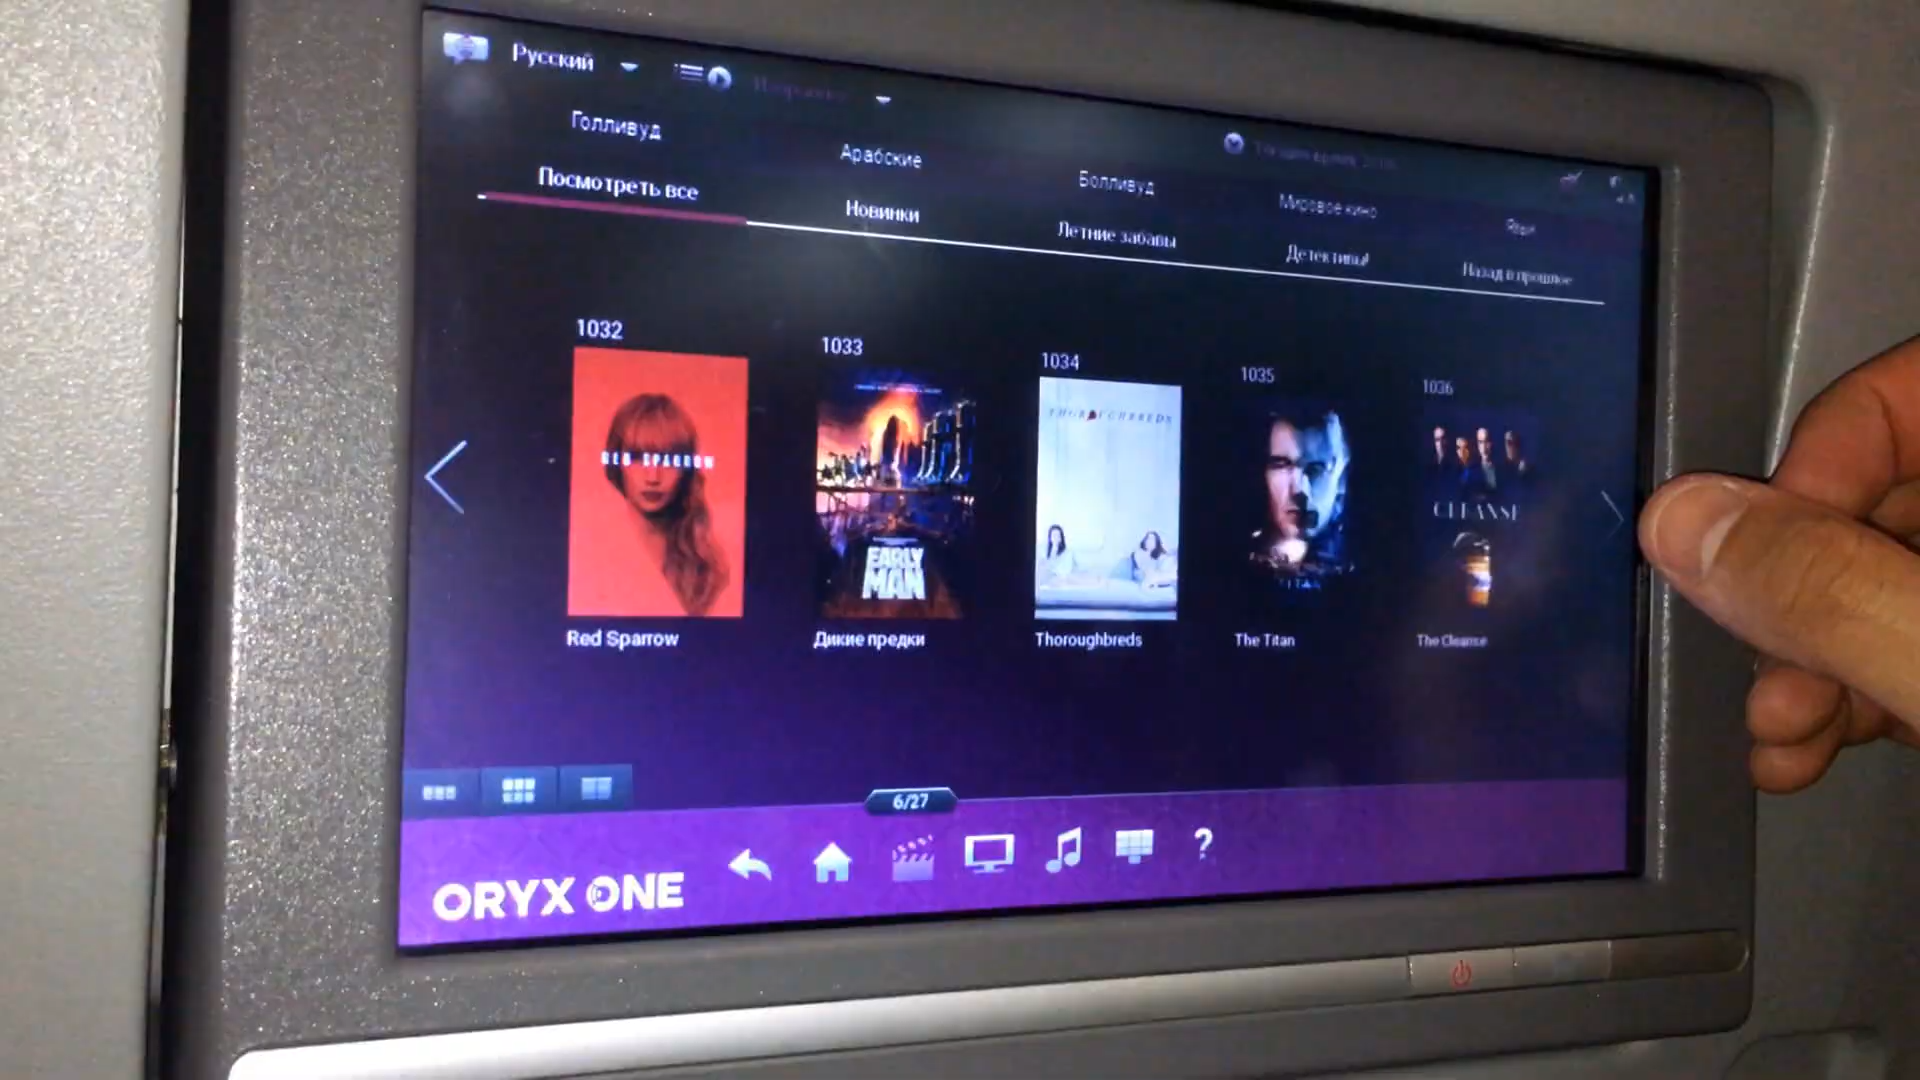 Русский
Голливуд
Арабские
Болливуд
Мировое кино
Язык
Посмотреть все
Новинки
Летние забавы
Детективы!
Назад в прошлое
1032
1033
1034
1035
1036
RED SPARROW
EARLY
MAN
THOROUGHBREDS
TITAN
CLEANSE
Red Sparrow
Дикие предки
Thoroughbreds
The Titan
The Cleanse
6/27
?
ORYX ONE